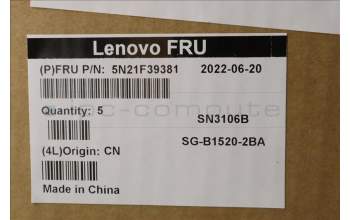 Lenovo FRU
(P)FRU P/N: 5N21F39381 2022-06-20
Quantity: 5
SN3106B
SG-B1520-2BA
(4L)Origin: CN
Made in China